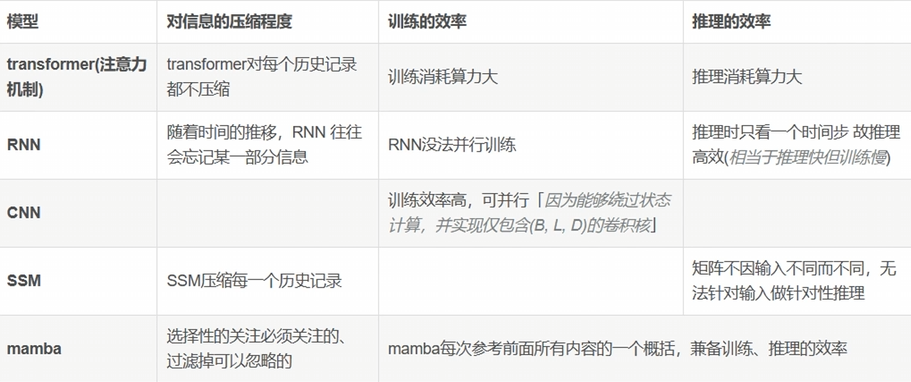 模型 对信息的压缩程度 训练的效率 推理的效率
transformer(注意力 transformer对每个历史记录 训练消耗算力大 推理消耗算力大
机制) 都不压缩
RNN 随着时间的推移，RNN 往往 RNN没法并行训练 推理时只看一个时间步 故推理
会忘记某一部分信息 高效(相当于推理快但训练慢)
CNN 训练效率高，可并行「因为能够绕过状态
计算，并实现仅包含(B, L, D)的卷积核」
SSM SSM压缩每一个历史记录 矩阵不因输入不同而不同，无
法针对输入做针对性推理
mamba 选择性的关注必须关注的、 mamba每次参考前面所有内容的一个概括，兼备训练、推理的效率
过滤掉可以忽略的